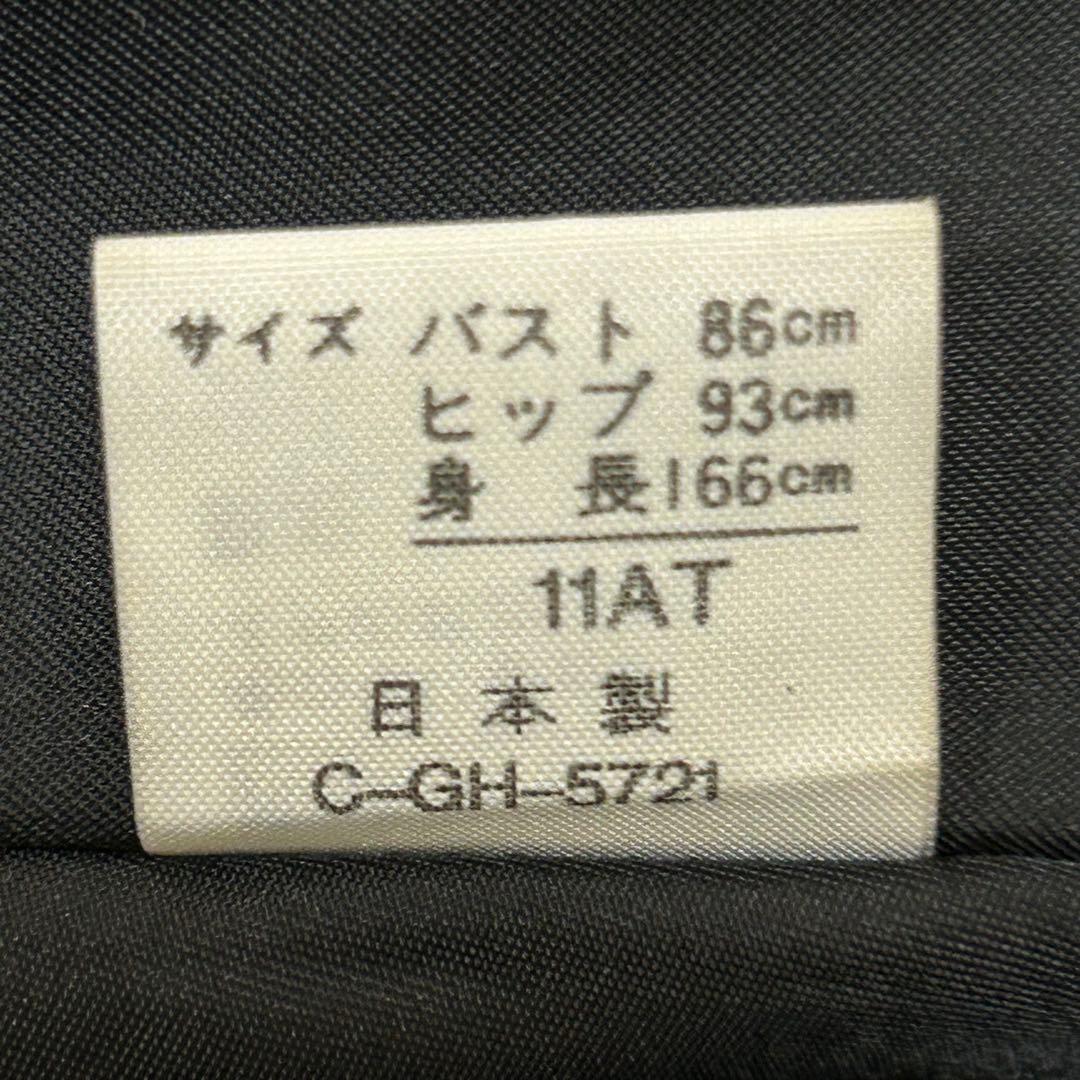 サイズ バスト 86cm
ヒップ 93cm
身 長 166cm
11AT
日本製
C-GH-5721